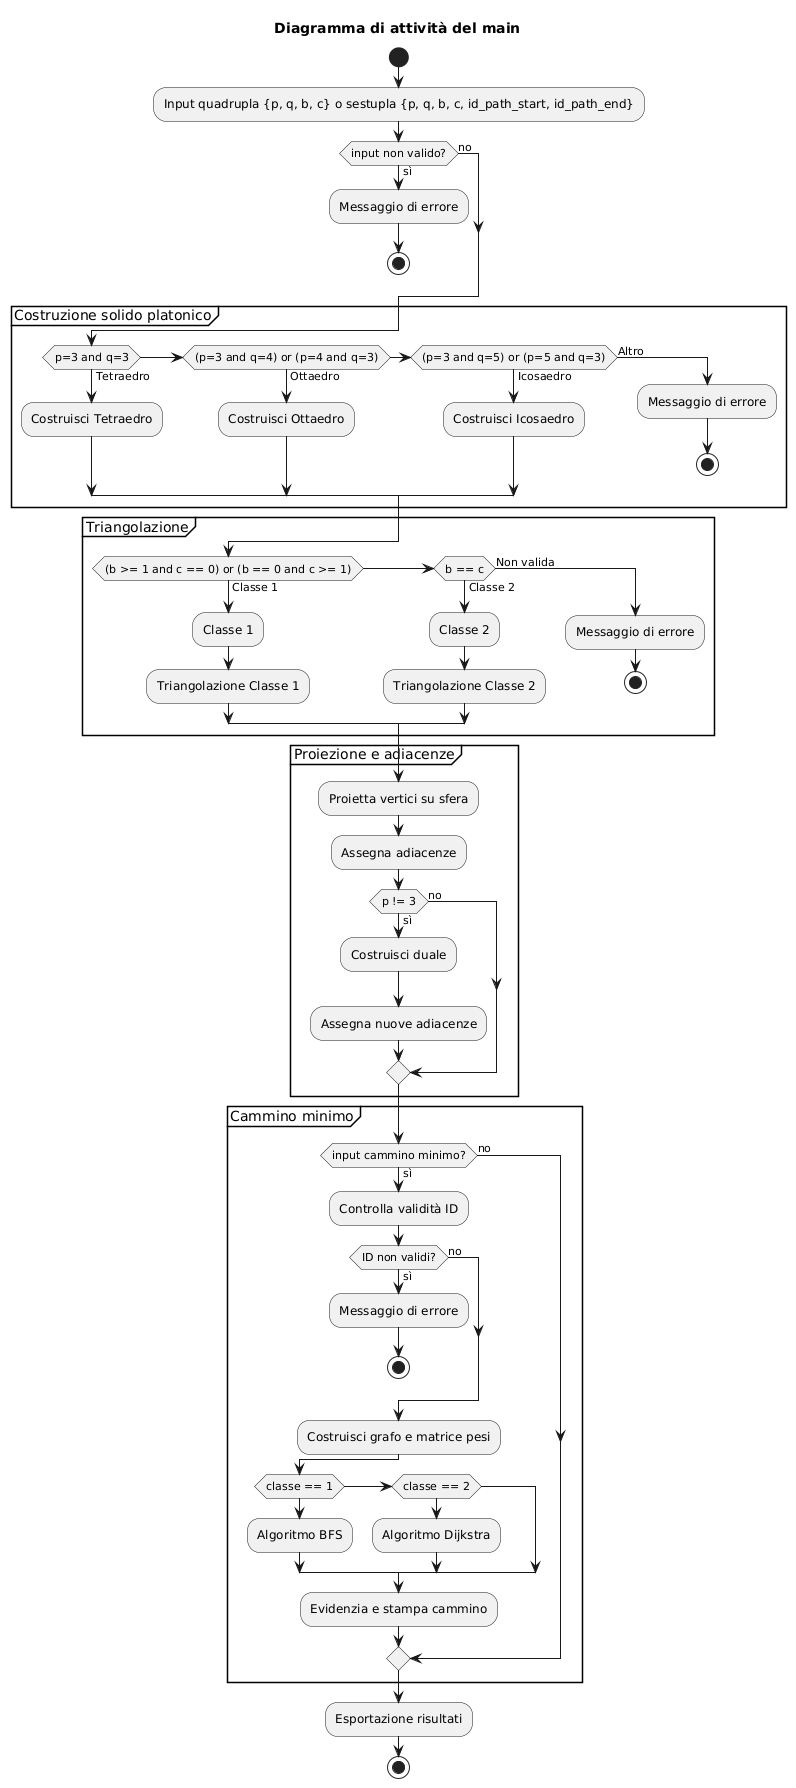 Diagramma di attività del main
Input quadrupla {p, q, b, c} o sestupla {p, q, b, c, id_path_start, id_path_end}
input non valido?
no
sì
Messaggio di errore
Costruzione solido platonico
p=3 and q=3
(p=3 and q=4) or (p=4 and q=3)
(p=3 and q=5) or (p=5 and q=3)
Altro
Tetraedro
Ottaedro
Icosaedro
Costruisci Tetraedro
Costruisci Ottaedro
Costruisci Icosaedro
Messaggio di errore
Triangolazione
(b >= 1 and c == 0) or (b == 0 and c >= 1)
b == c
Non valida
Classe 1
Classe 2
Classe 1
Classe 2
Messaggio di errore
Triangolazione Classe 1
Triangolazione Classe 2
Proiezione e adiacenze
Proietta vertici su sfera
Assegna adiacenze
p != 3
no
sì
Costruisci duale
Assegna nuove adiacenze
Cammino minimo
input cammino minimo?
no
sì
Controlla validità ID
ID non validi?
no
sì
Messaggio di errore
Costruisci grafo e matrice pesi
classe == 1
classe == 2
Algoritmo BFS
Algoritmo Dijkstra
Evidenzia e stampa cammino
Esportazione risultati